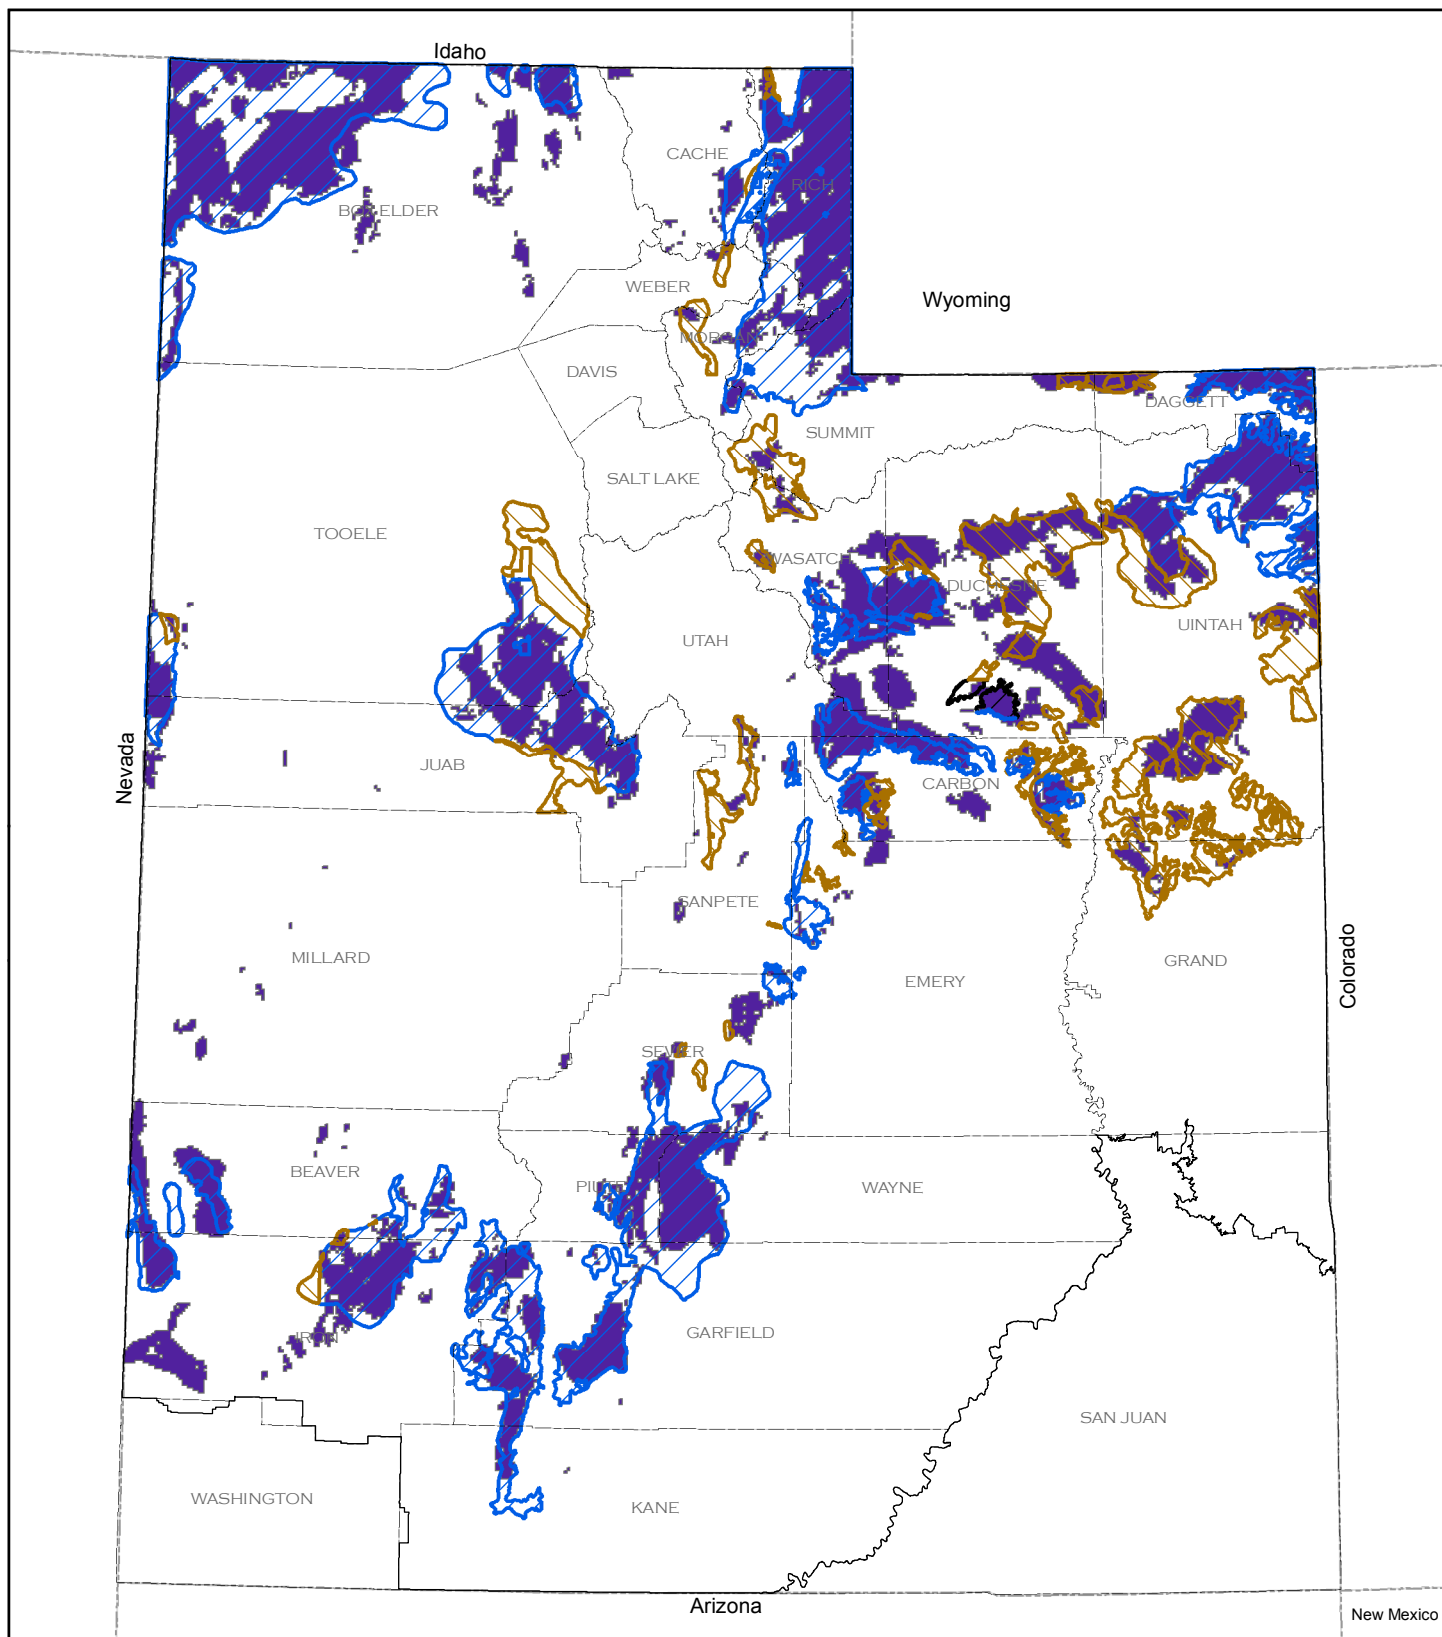 Idaho
CACHE
RICH
BOX ELDER
WEBER
Wyoming
MORGAN
DAVIS
DAGGETT
SUMMIT
SALT LAKE
TOOELE
WASATCH
DUCHESNE
UINTAH
UTAH
Nevada
JUAB
CARBON
SANPETE
MILLARD
GRAND
EMERY
Colorado
SEVIER
BEAVER
PIUTE
WAYNE
IRON
GARFIELD
SAN JUAN
WASHINGTON
KANE
Arizona
New Mexico